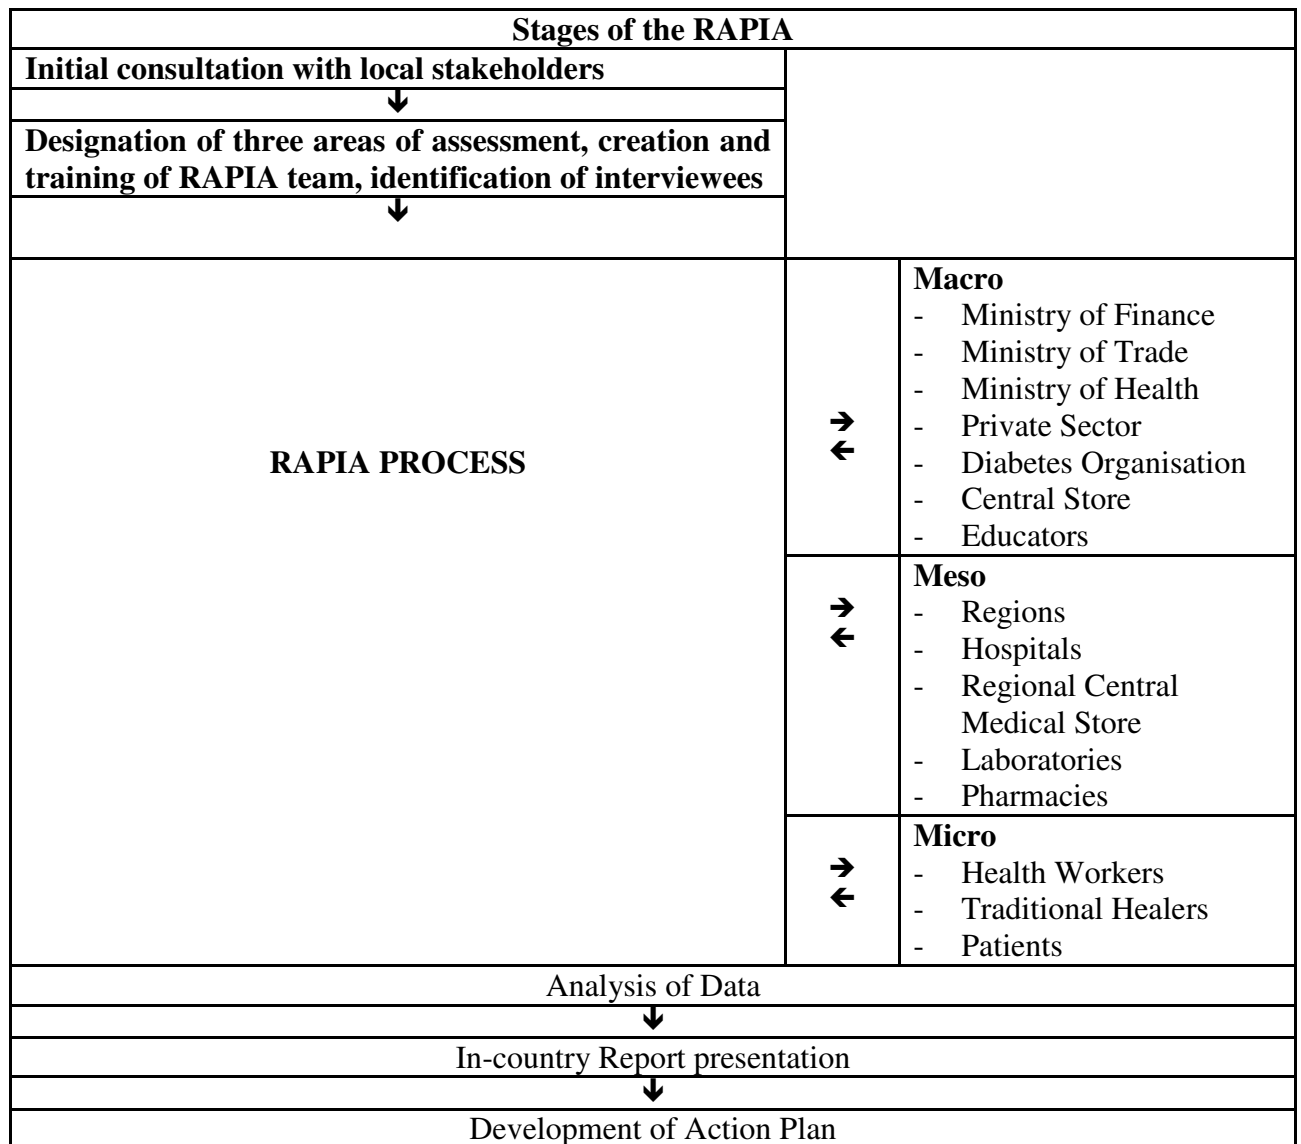 Stages of the RAPIA
Initial consultation with local stakeholders
🡻
Designation of three areas of assessment, creation and
training of RAPIA team, identification of interviewees
🡻
RAPIA PROCESS
🡺
🡸
Macro
- Ministry of Finance
- Ministry of Trade
- Ministry of Health
- Private Sector
- Diabetes Organisation
- Central Store
- Educators
🡺
🡸
Meso
- Regions
- Hospitals
- Regional Central
Medical Store
- Laboratories
- Pharmacies
🡺
🡸
Micro
- Health Workers
- Traditional Healers
- Patients
Analysis of Data
🡻
In-country Report presentation
🡻
Development of Action Plan